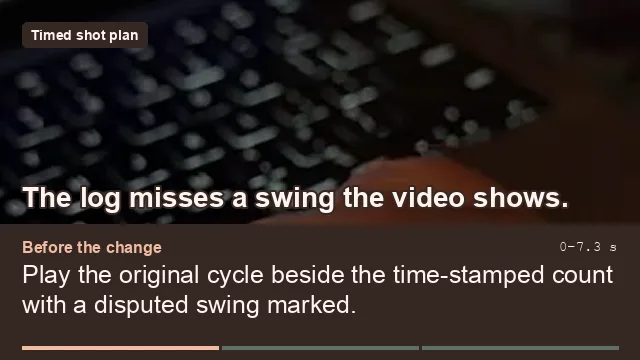 Timed shot plan
The log misses a swing the video shows.
Before the change
0–7.3 s
Play the original cycle beside the time-stamped count
with a disputed swing marked.